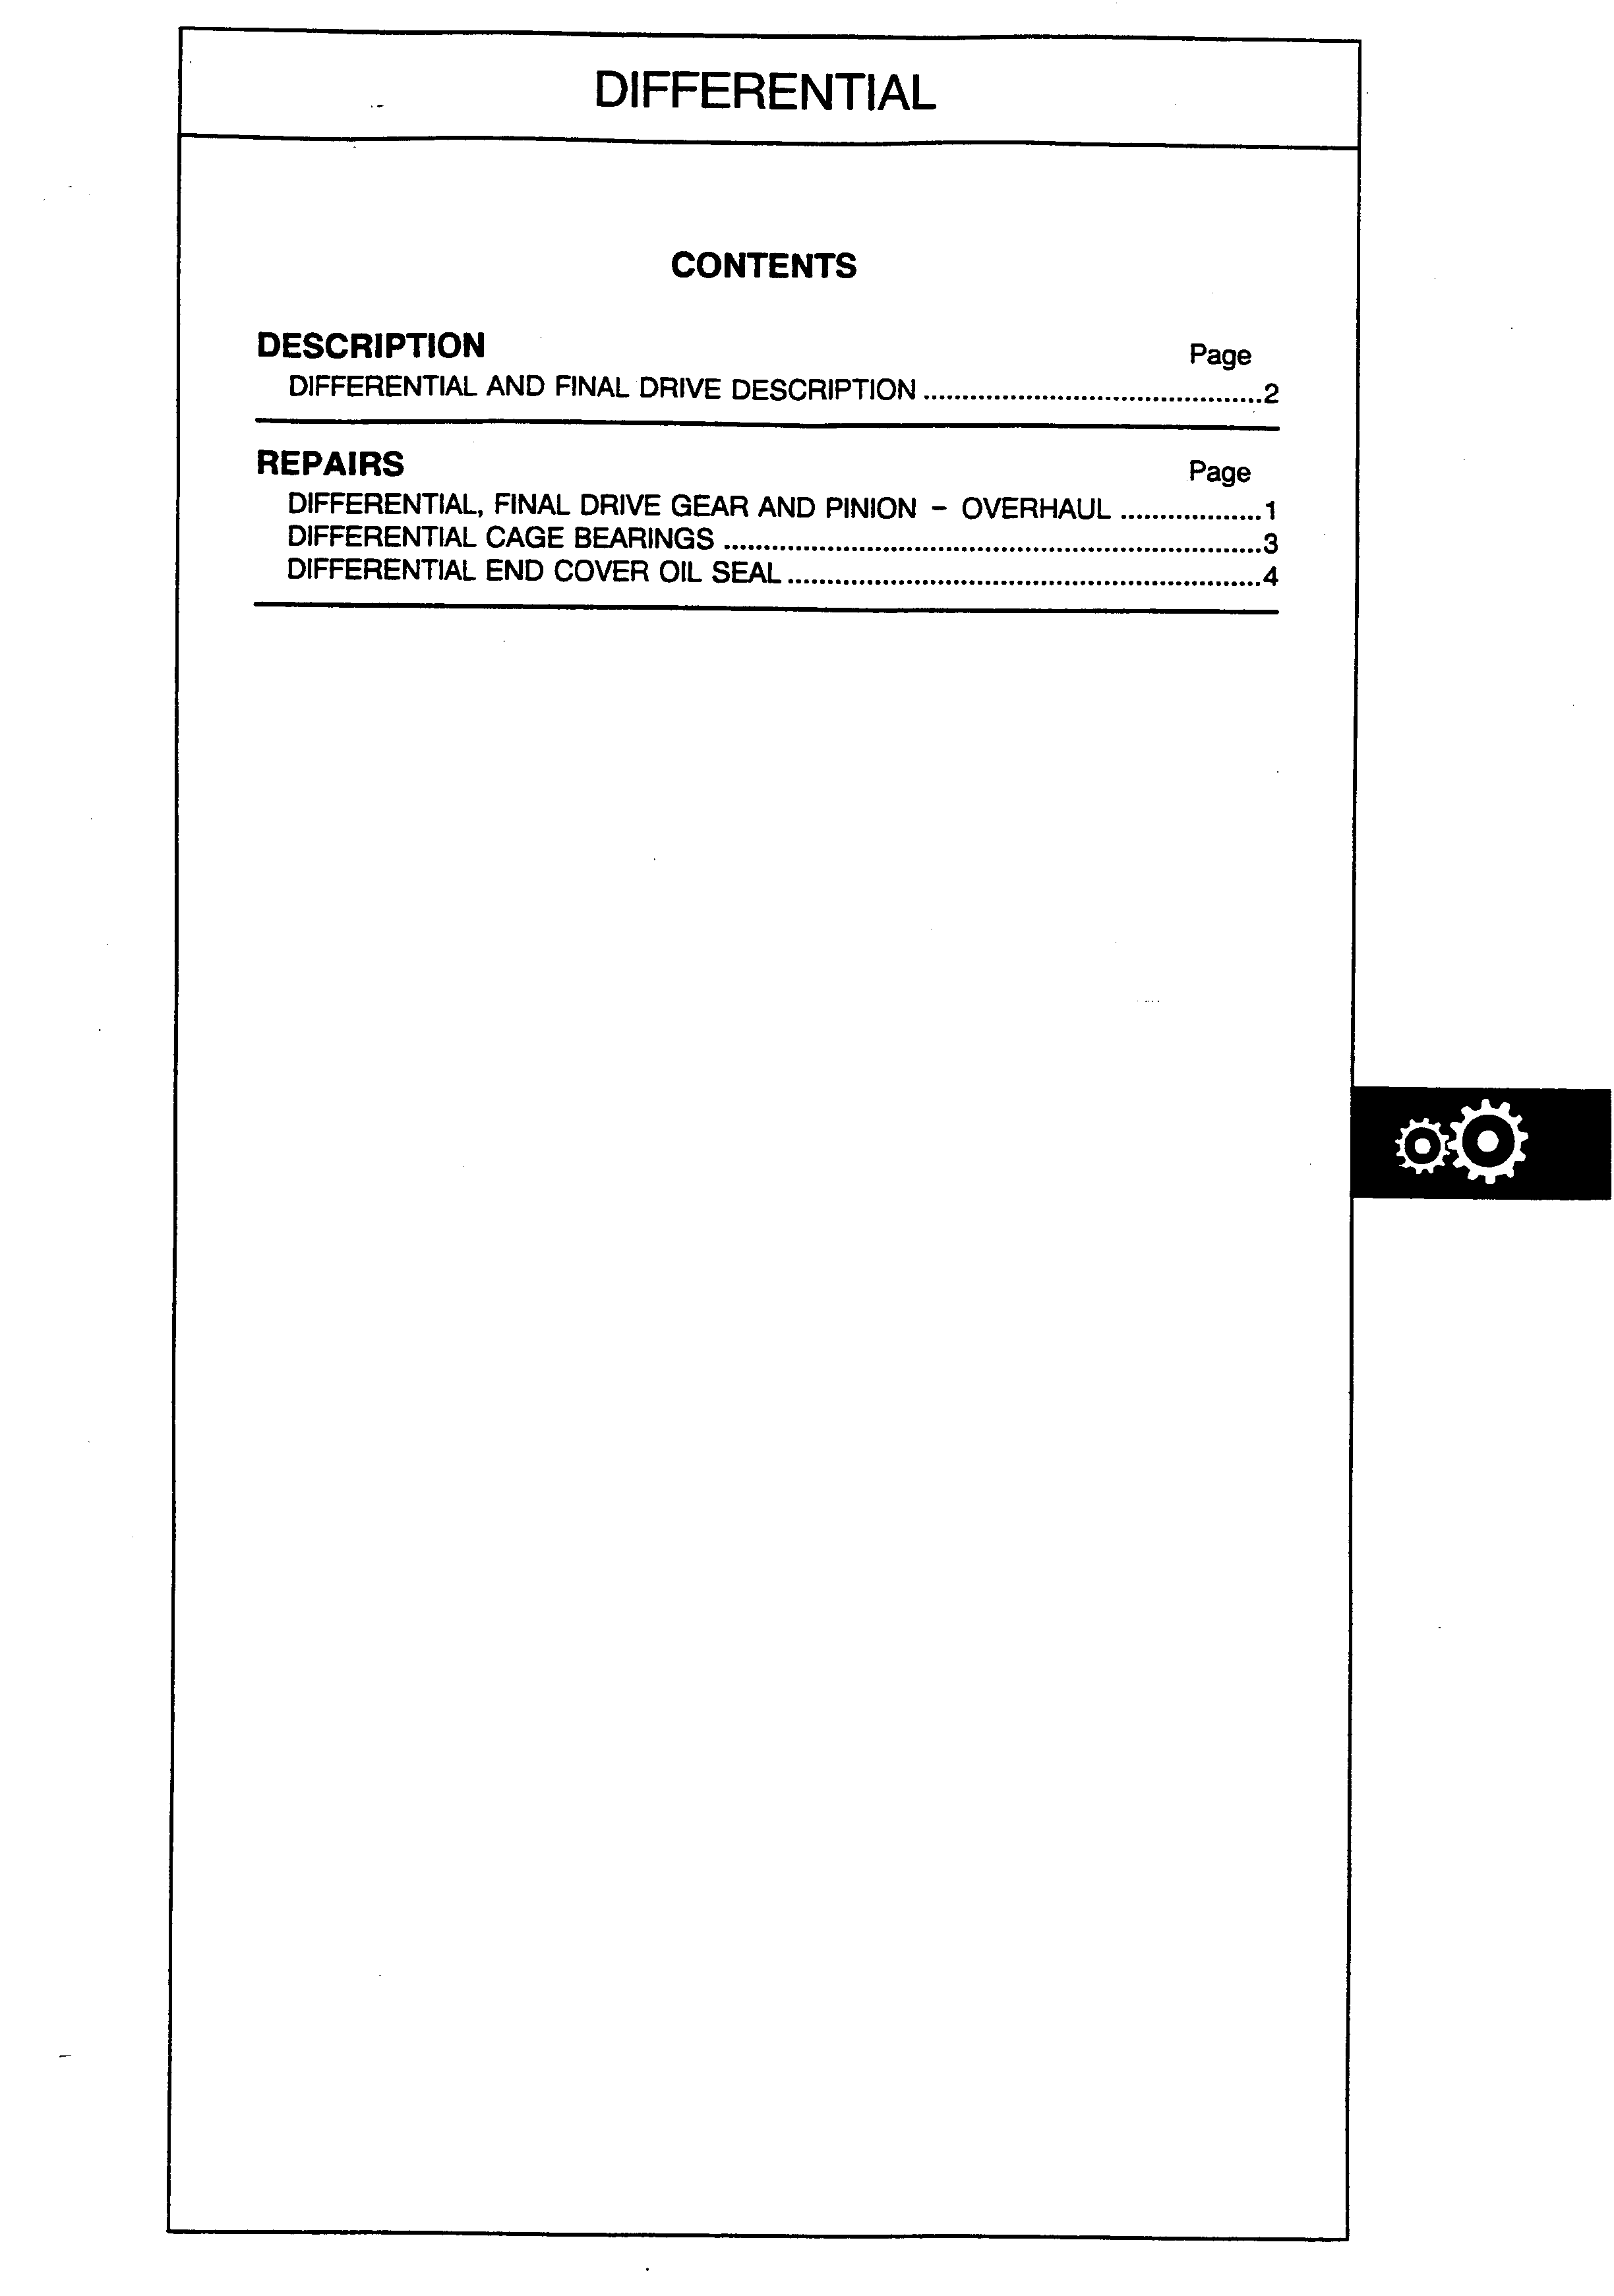 DIFFERENTIAL
CONTENTS
DESCRIPTION Page
DIFFERENTIAL AND FINAL DRIVE DESCRIPTION ..........................................2
REPAIRS Page
DIFFERENTIAL, FINAL DRIVE GEAR AND PINION – OVERHAUL ..................1
DIFFERENTIAL CAGE BEARINGS ....................................................................3
DIFFERENTIAL END COVER OIL SEAL............................................................4